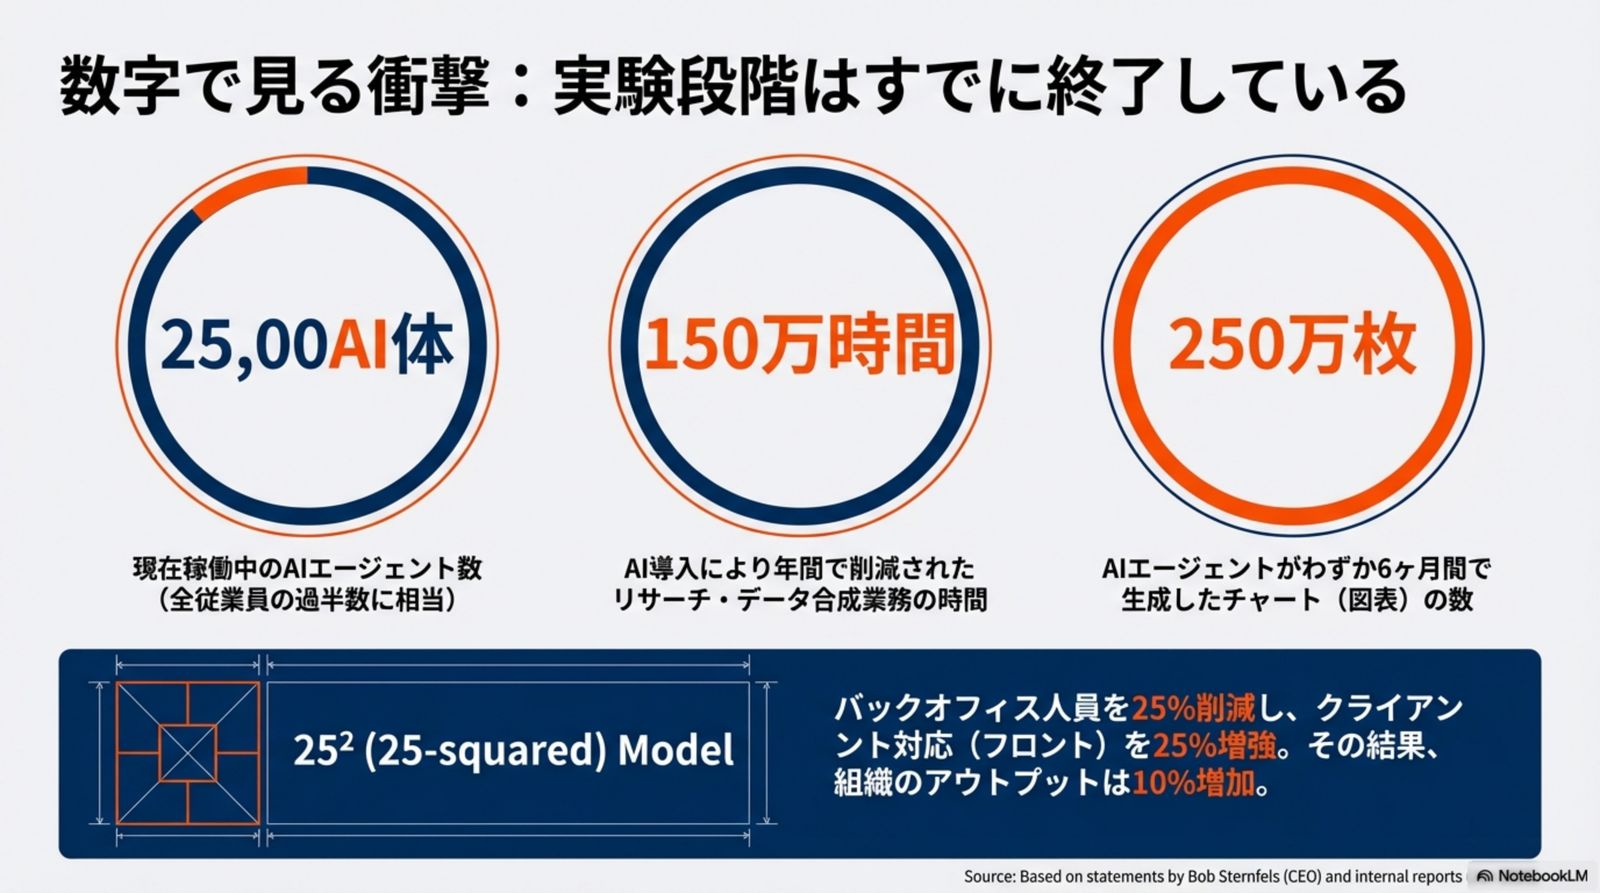 数字で見る衝撃：実験段階はすでに終了している
25,00AI体
150万時間
250万枚
現在稼働中のAIエージェント数
（全従業員の過半数に相当）
AI導入により年間で削減された
リサーチ・データ合成業務の時間
AIエージェントがわずか6ヶ月間で
生成したチャート（図表）の数
25² (25-squared) Model
バックオフィス人員を25%削減し、クライアン
ント対応（フロント）を25%増強。その結果、
組織のアウトプットは10%増加。
Source: Based on statements by Bob Sternfels (CEO) and internal reports
NotebookLM